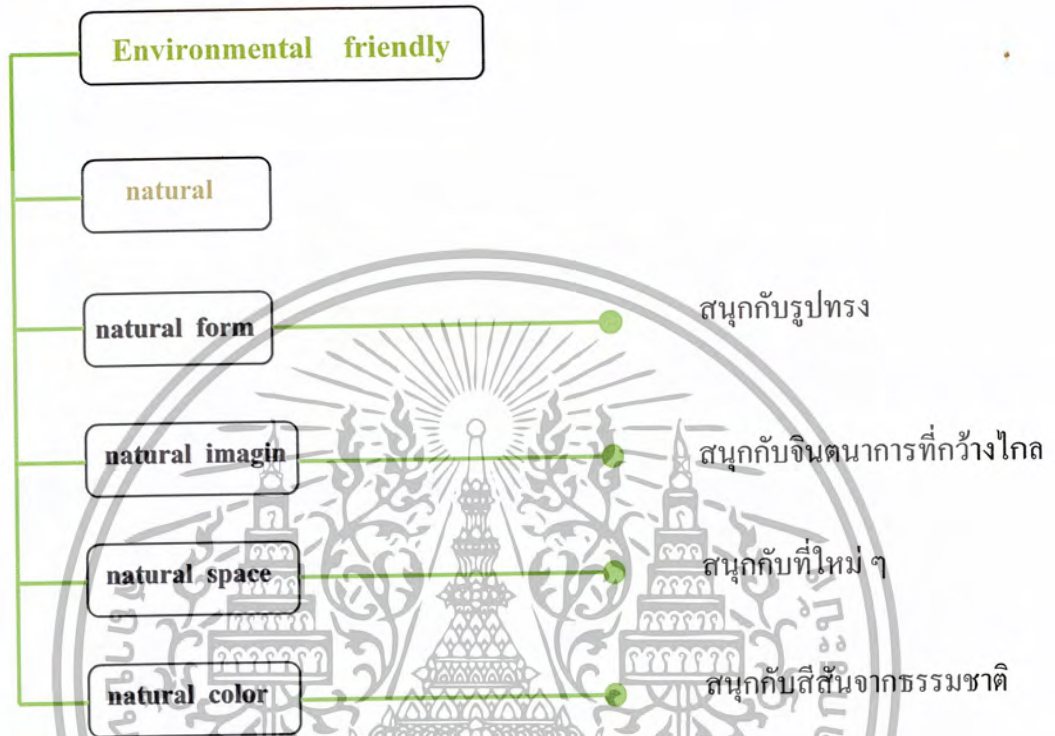 Environmental friendly
natural
natural form
สนุกกับรูปทรง
natural imagin
สนุกกับจินตนาการที่กว้างไกล
natural space
สนุกกับที่ใหม่ ๆ
natural color
สนุกกับสีสันจากธรรมชาติ